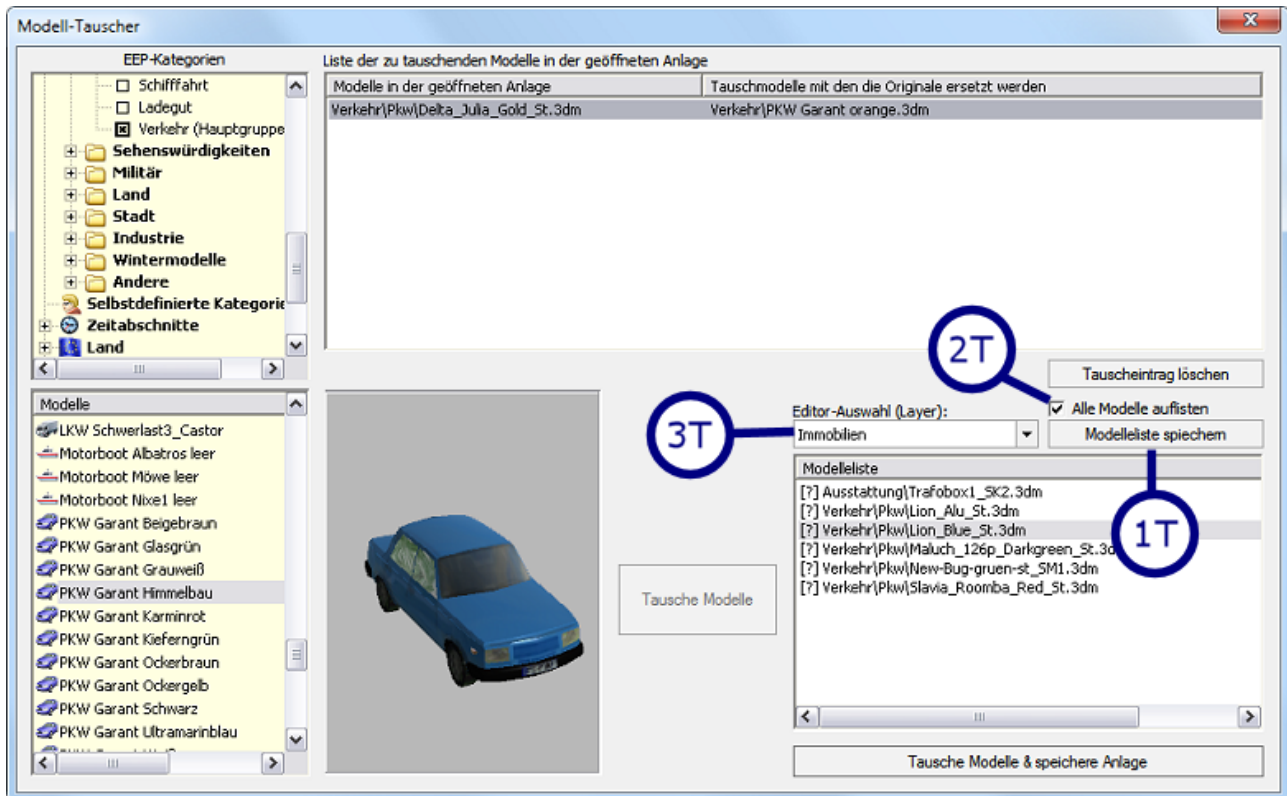 Modell-Tauscher
EEP-Kategorien
Schifffahrt
Ladegut
Verkehr (Hauptgruppe
Sehenswürdigkeiten
Militär
Land
Stadt
Industrie
Wintermodelle
Andere
Selbstdefinierte Kategorie
Zeitabschnitte
Land
Liste der zu tauschenden Modelle in der geöffneten Anlage
Modelle in der geöffneten Anlage Tauschmodelle mit den die Originale ersetzt werden
Verkehr\Pkw\Delta_Julia_Gold_St.3dm Verkehr\PKW Garant orange.3dm
2T
Tauscheintrag löschen
Alle Modelle auflisten
3T
Editor-Auswahl (Layer):
Immobilien
Modelleliste spiechern
1T
Modelle
LKW Schwerlast3_Castor
Motorboot Albatros leer
Motorboot Möwe leer
Motorboot Nixe1 leer
PKW Garant Beigebraun
PKW Garant Glasgrün
PKW Garant Grauweiß
PKW Garant Himmelbau
PKW Garant Karminrot
PKW Garant Kieferngrün
PKW Garant Ockerbraun
PKW Garant Ockergelb
PKW Garant Schwarz
PKW Garant Ultramarinblau
Tausche Modelle
Modelleliste
[?] Ausstattung\Trafobox1_SK2.3dm
[?] Verkehr\Pkw\Lion_Alu_St.3dm
[?] Verkehr\Pkw\Lion_Blue_St.3dm
[?] Verkehr\Pkw\Maluch_126p_Darkgreen_St.3d
[?] Verkehr\Pkw\New-Bug-gruen-st_SM1.3dm
[?] Verkehr\Pkw\Slavia_Roomba_Red_St.3dm
Tausche Modelle & speichere Anlage